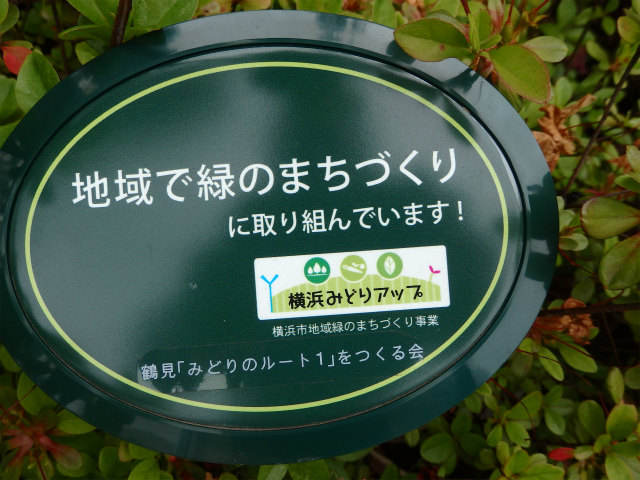 地域で緑のまちづくり
に取り組んでいます!
横浜みどりアップ
横浜市地域緑のまちづくり事業
鶴見「みどりのルート1」をつくる会